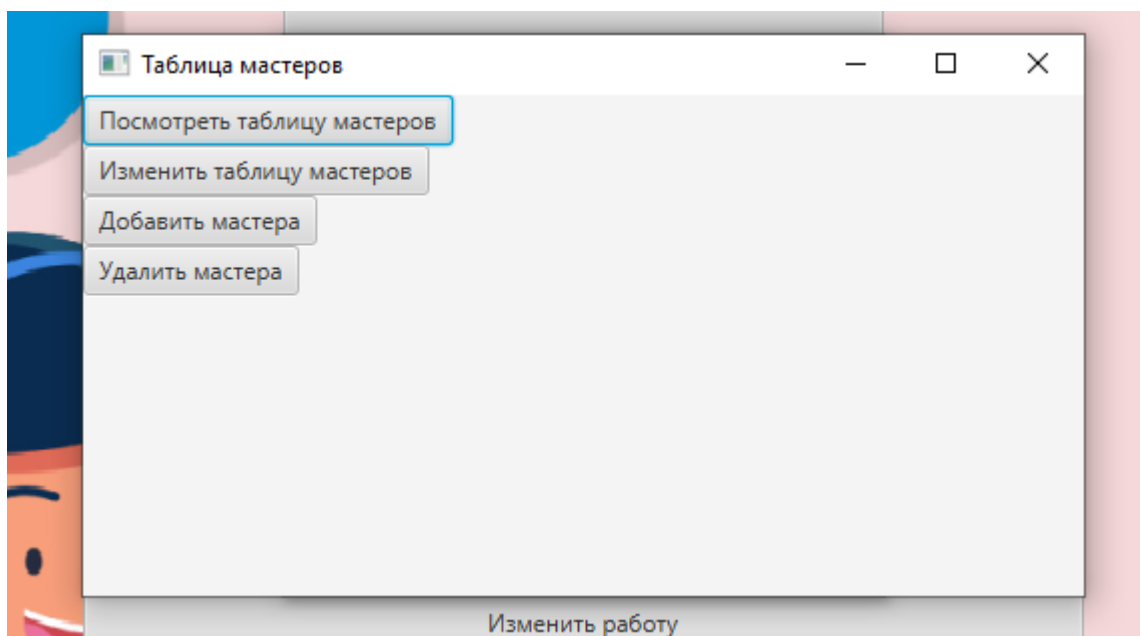 Таблица мастеров
Посмотреть таблицу мастеров
Изменить таблицу мастеров
Добавить мастера
Удалить мастера
Изменить работу